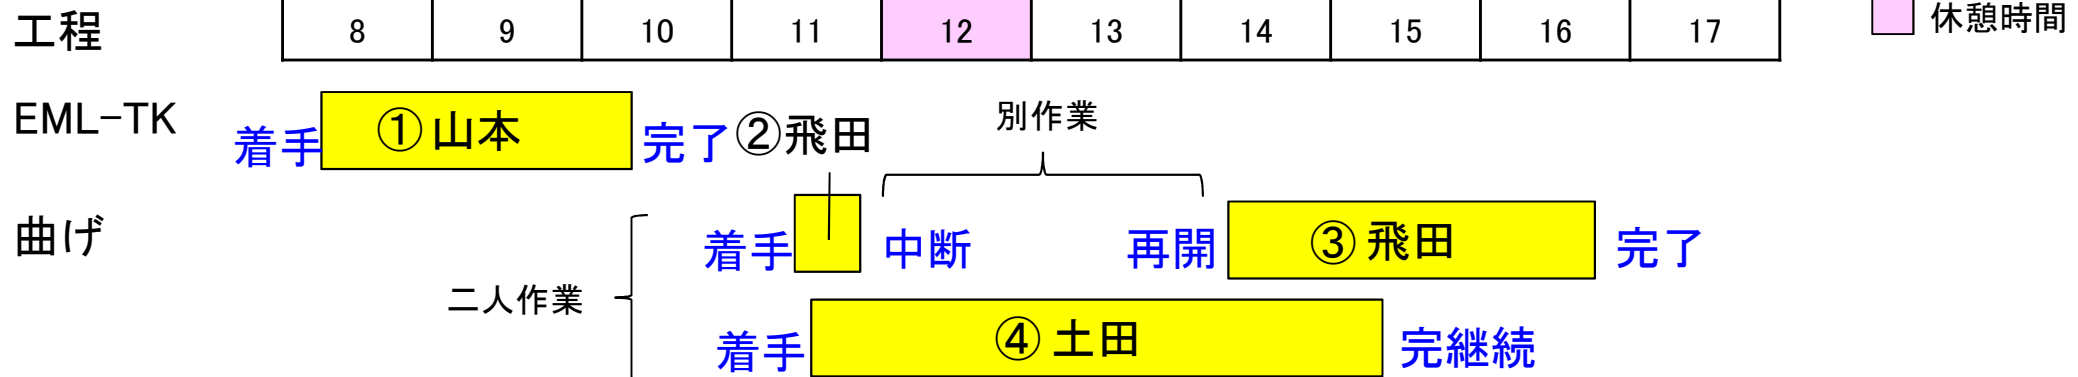 工程 8 9 10 11 12 13 14 15 16 17 休憩時間
EML-TK 着手 ①山本 完了 ②飛田 別作業
曲げ 着手 中断 再開 ③飛田 完了
二人作業 着手 ④土田 完継続